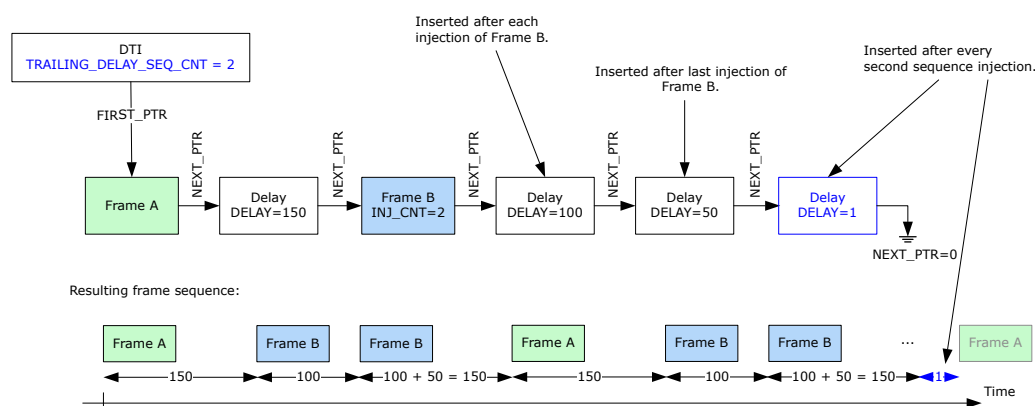 DTI
TRAILING_DELAY_SEQ_CNT = 2
Inserted after each
injection of Frame B.
Inserted after last injection of
Frame B.
Inserted after every
second sequence injection.
FIRST_PTR
NEXT_PTR
NEXT_PTR
NEXT_PTR
NEXT_PTR
NEXT_PTR
Frame A
Delay
DELAY=150
Frame B
INJ_CNT=2
Delay
DELAY=100
Delay
DELAY=50
Delay
DELAY=1
NEXT_PTR=0
Resulting frame sequence:
Frame A
Frame B
Frame B
Frame A
Frame B
Frame B
...
Frame A
150
100
100 + 50 = 150
150
100
100 + 50 = 150
1
Time